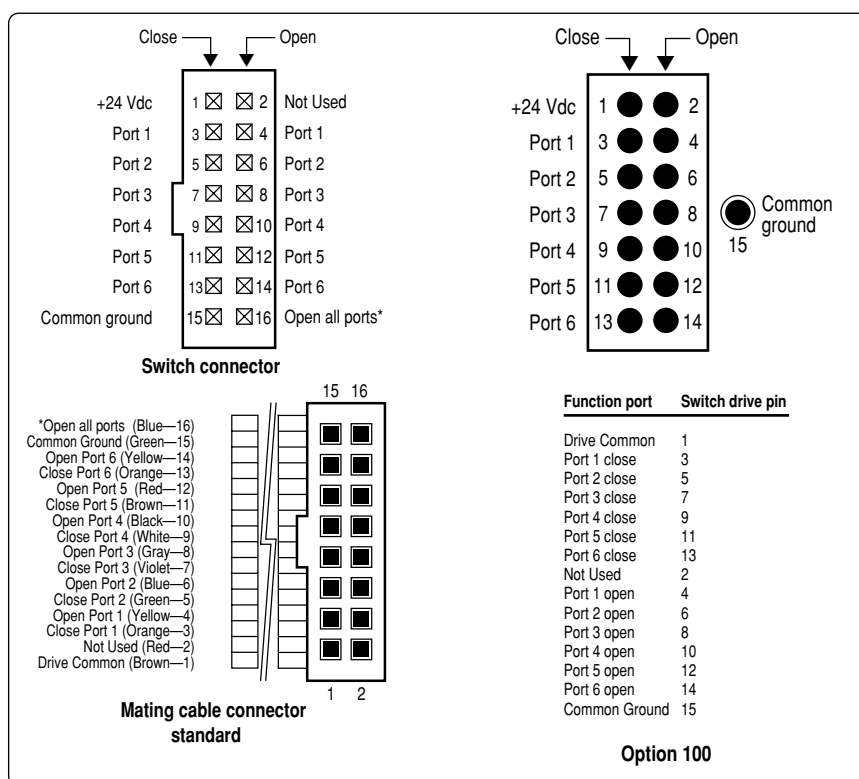 Close Open
+24 Vdc 1 2 Not Used
Port 1 3 4 Port 1
Port 2 5 6 Port 2
Port 3 7 8 Port 3
Port 4 9 10 Port 4
Port 5 11 12 Port 5
Port 6 13 14 Port 6
Common ground 15 16 Open all ports*
Switch connector
15 16
*Open all ports (Blue—16)
Common Ground (Green—15)
Open Port 6 (Yellow—14)
Close Port 6 (Orange—13)
Open Port 5 (Red—12)
Close Port 5 (Brown—11)
Open Port 4 (Black—10)
Close Port 4 (White—9)
Open Port 3 (Gray—8)
Close Port 3 (Violet—7)
Open Port 2 (Blue—6)
Close Port 2 (Green—5)
Open Port 1 (Yellow—4)
Close Port 1 (Orange—3)
Not Used (Red—2)
Drive Common (Brown—1)
1 2
Mating cable connector
standard
Close Open
+24 Vdc 1 2
Port 1 3 4
Port 2 5 6
Port 3 7 8
Port 4 9 10
Port 5 11 12
Port 6 13 14
Common
ground
15
Function port Switch drive pin
Drive Common 1
Port 1 close 3
Port 2 close 5
Port 3 close 7
Port 4 close 9
Port 5 close 11
Port 6 close 13
Not Used 2
Port 1 open 4
Port 2 open 6
Port 3 open 8
Port 4 open 10
Port 5 open 12
Port 6 open 14
Common Ground 15
Option 100